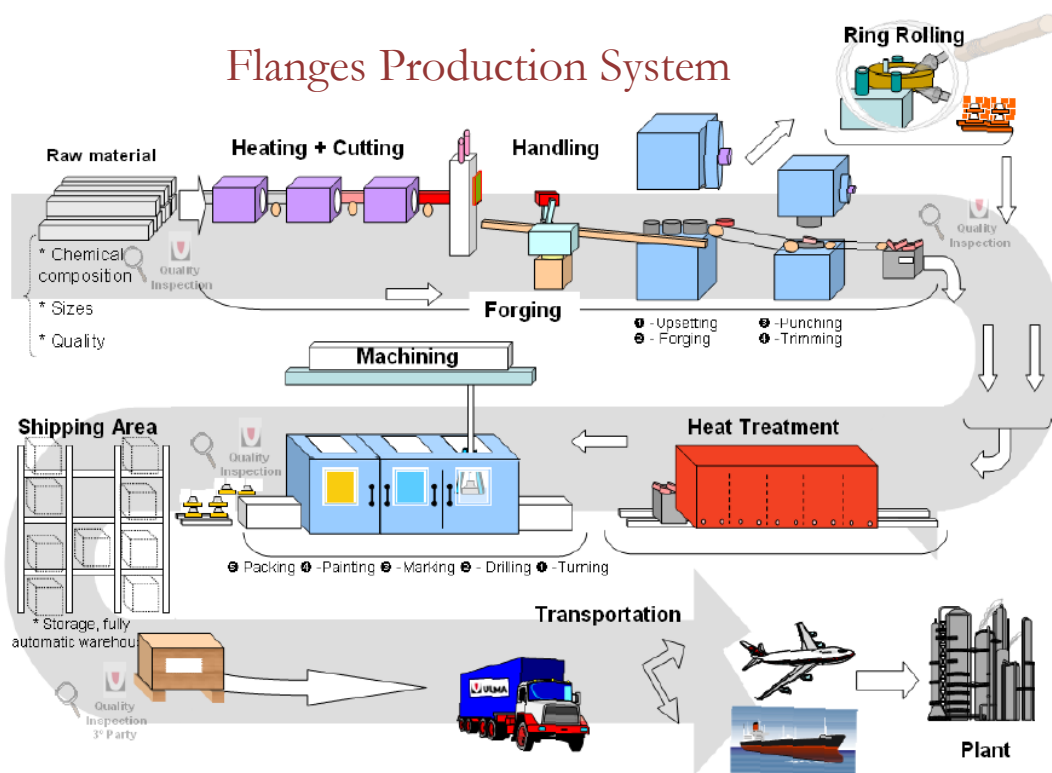 Flanges Production System
Ring Rolling
Raw material
Heating + Cutting
Handling
* Chemical
composition
* Sizes
* Quality
Quality
Inspection
Quality
Inspection
Forging
❶ -Upsetting
❷ - Forging
❸ -Punching
❹ -Trimming
Machining
Shipping Area
Quality
Inspection
Heat Treatment
❺ Packing ❹ -Painting ❸ -Marking ❷ - Drilling ❶ -Turning
* Storage, fully
automatic warehou
Transportation
ULMA
Quality
Inspection
3º Party
Plant